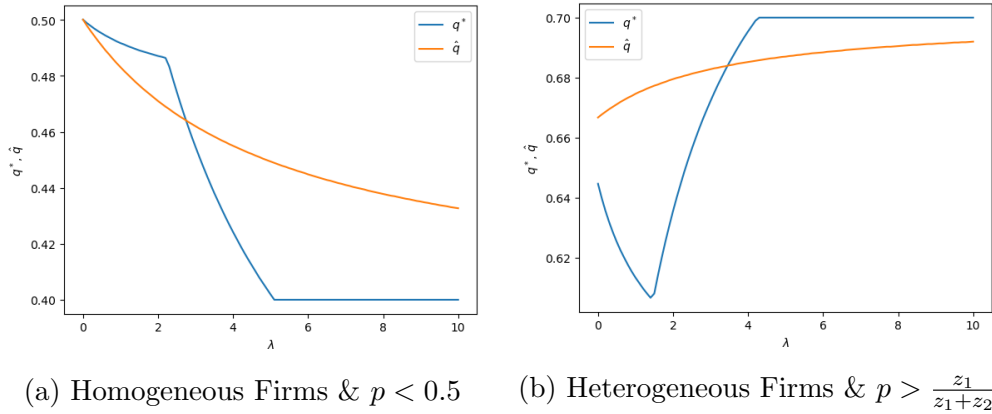 0.50
0.48
0.46
0.44
0.42
0.40
q*, q̂
0 2 4 6 8 10
λ
q*
q̂
0.70
0.68
0.66
0.64
0.62
q*, q̂
0 2 4 6 8 10
λ
q*
q̂
(a) Homogeneous Firms & p < 0.5
(b) Heterogeneous Firms & p > z₁/(z₁+z₂)